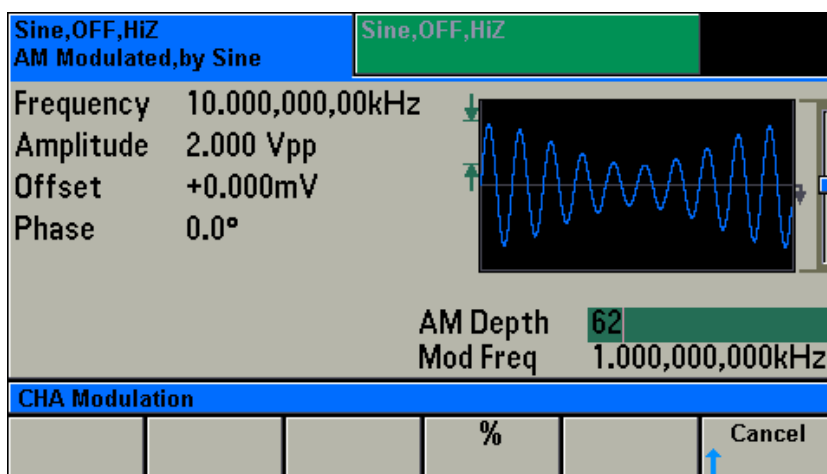 Sine,OFF,HiZ
AM Modulated,by Sine
Sine,OFF,HiZ
Frequency 10.000,000,00kHz
Amplitude 2.000 Vpp
Offset +0.000mV
Phase 0.0°
AM Depth 62
Mod Freq 1.000,000,000kHz
CHA Modulation
% Cancel